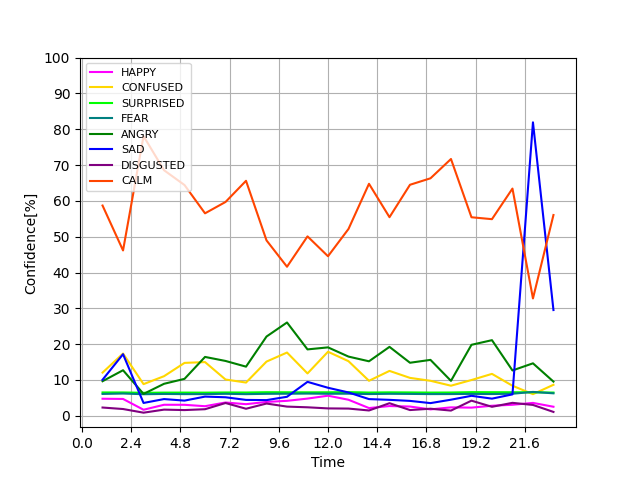 100
90
80
70
60
50
40
30
20
10
0
Confidence[%]
HAPPY
CONFUSED
SURPRISED
FEAR
ANGRY
SAD
DISGUSTED
CALM
0.0 2.4 4.8 7.2 9.6 12.0 14.4 16.8 19.2 21.6
Time